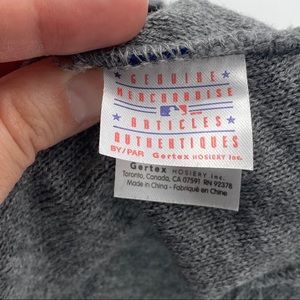 GENUINE
MERCHANDISE
ARTICLES
AUTHENTIQUES
BY/PAR Gertex HOSIERY Inc.
Gertex HOSIERY Inc.
Toronto, Canada, CA 07591 RN 92378
Made in China - Fabriqué en Chine